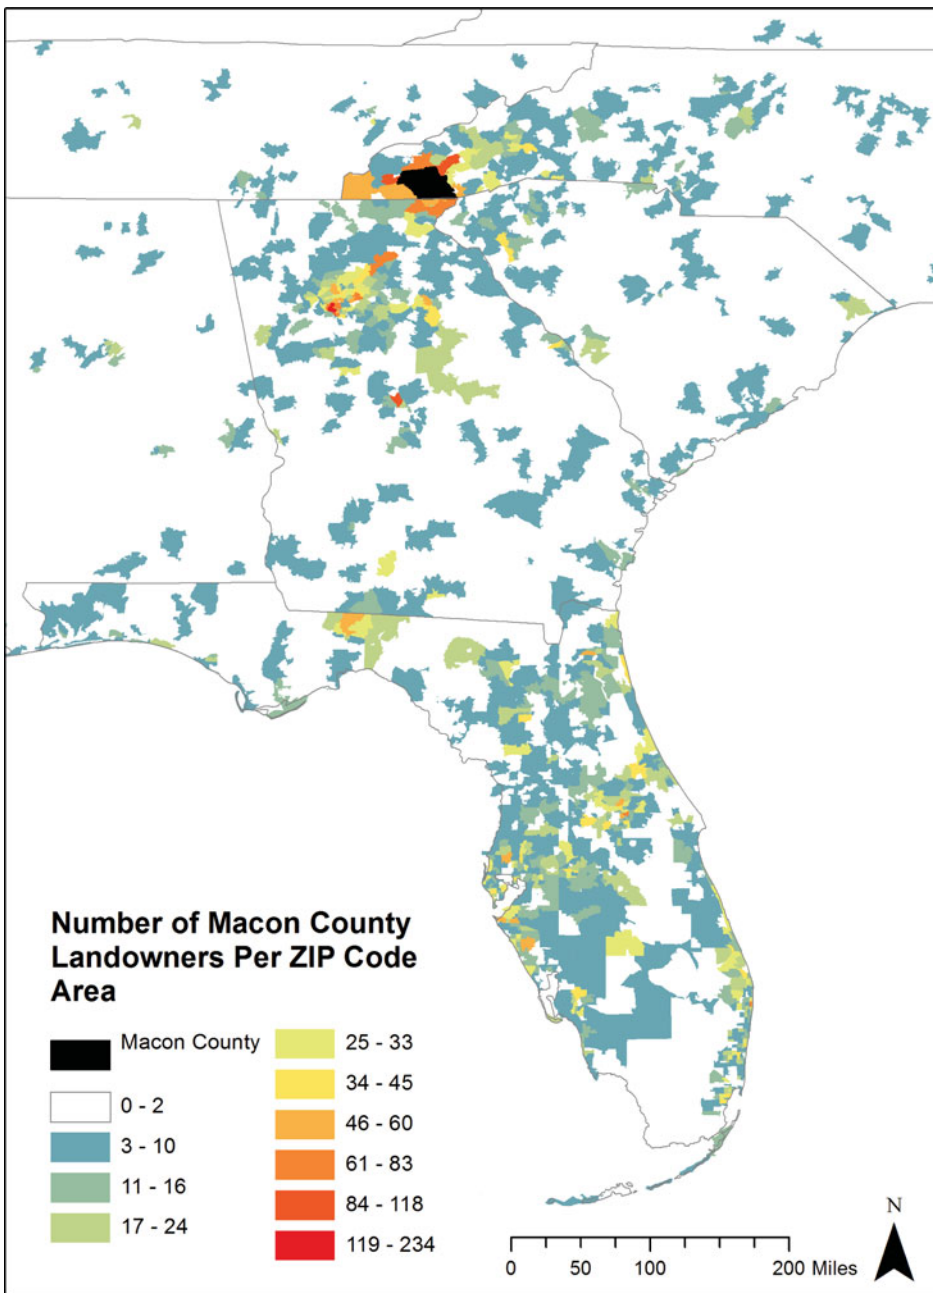 Number of Macon County
Landowners Per ZIP Code
Area
Macon County
0 - 2
3 - 10
11 - 16
17 - 24
25 - 33
34 - 45
46 - 60
61 - 83
84 - 118
119 - 234
N
0 50 100 200 Miles